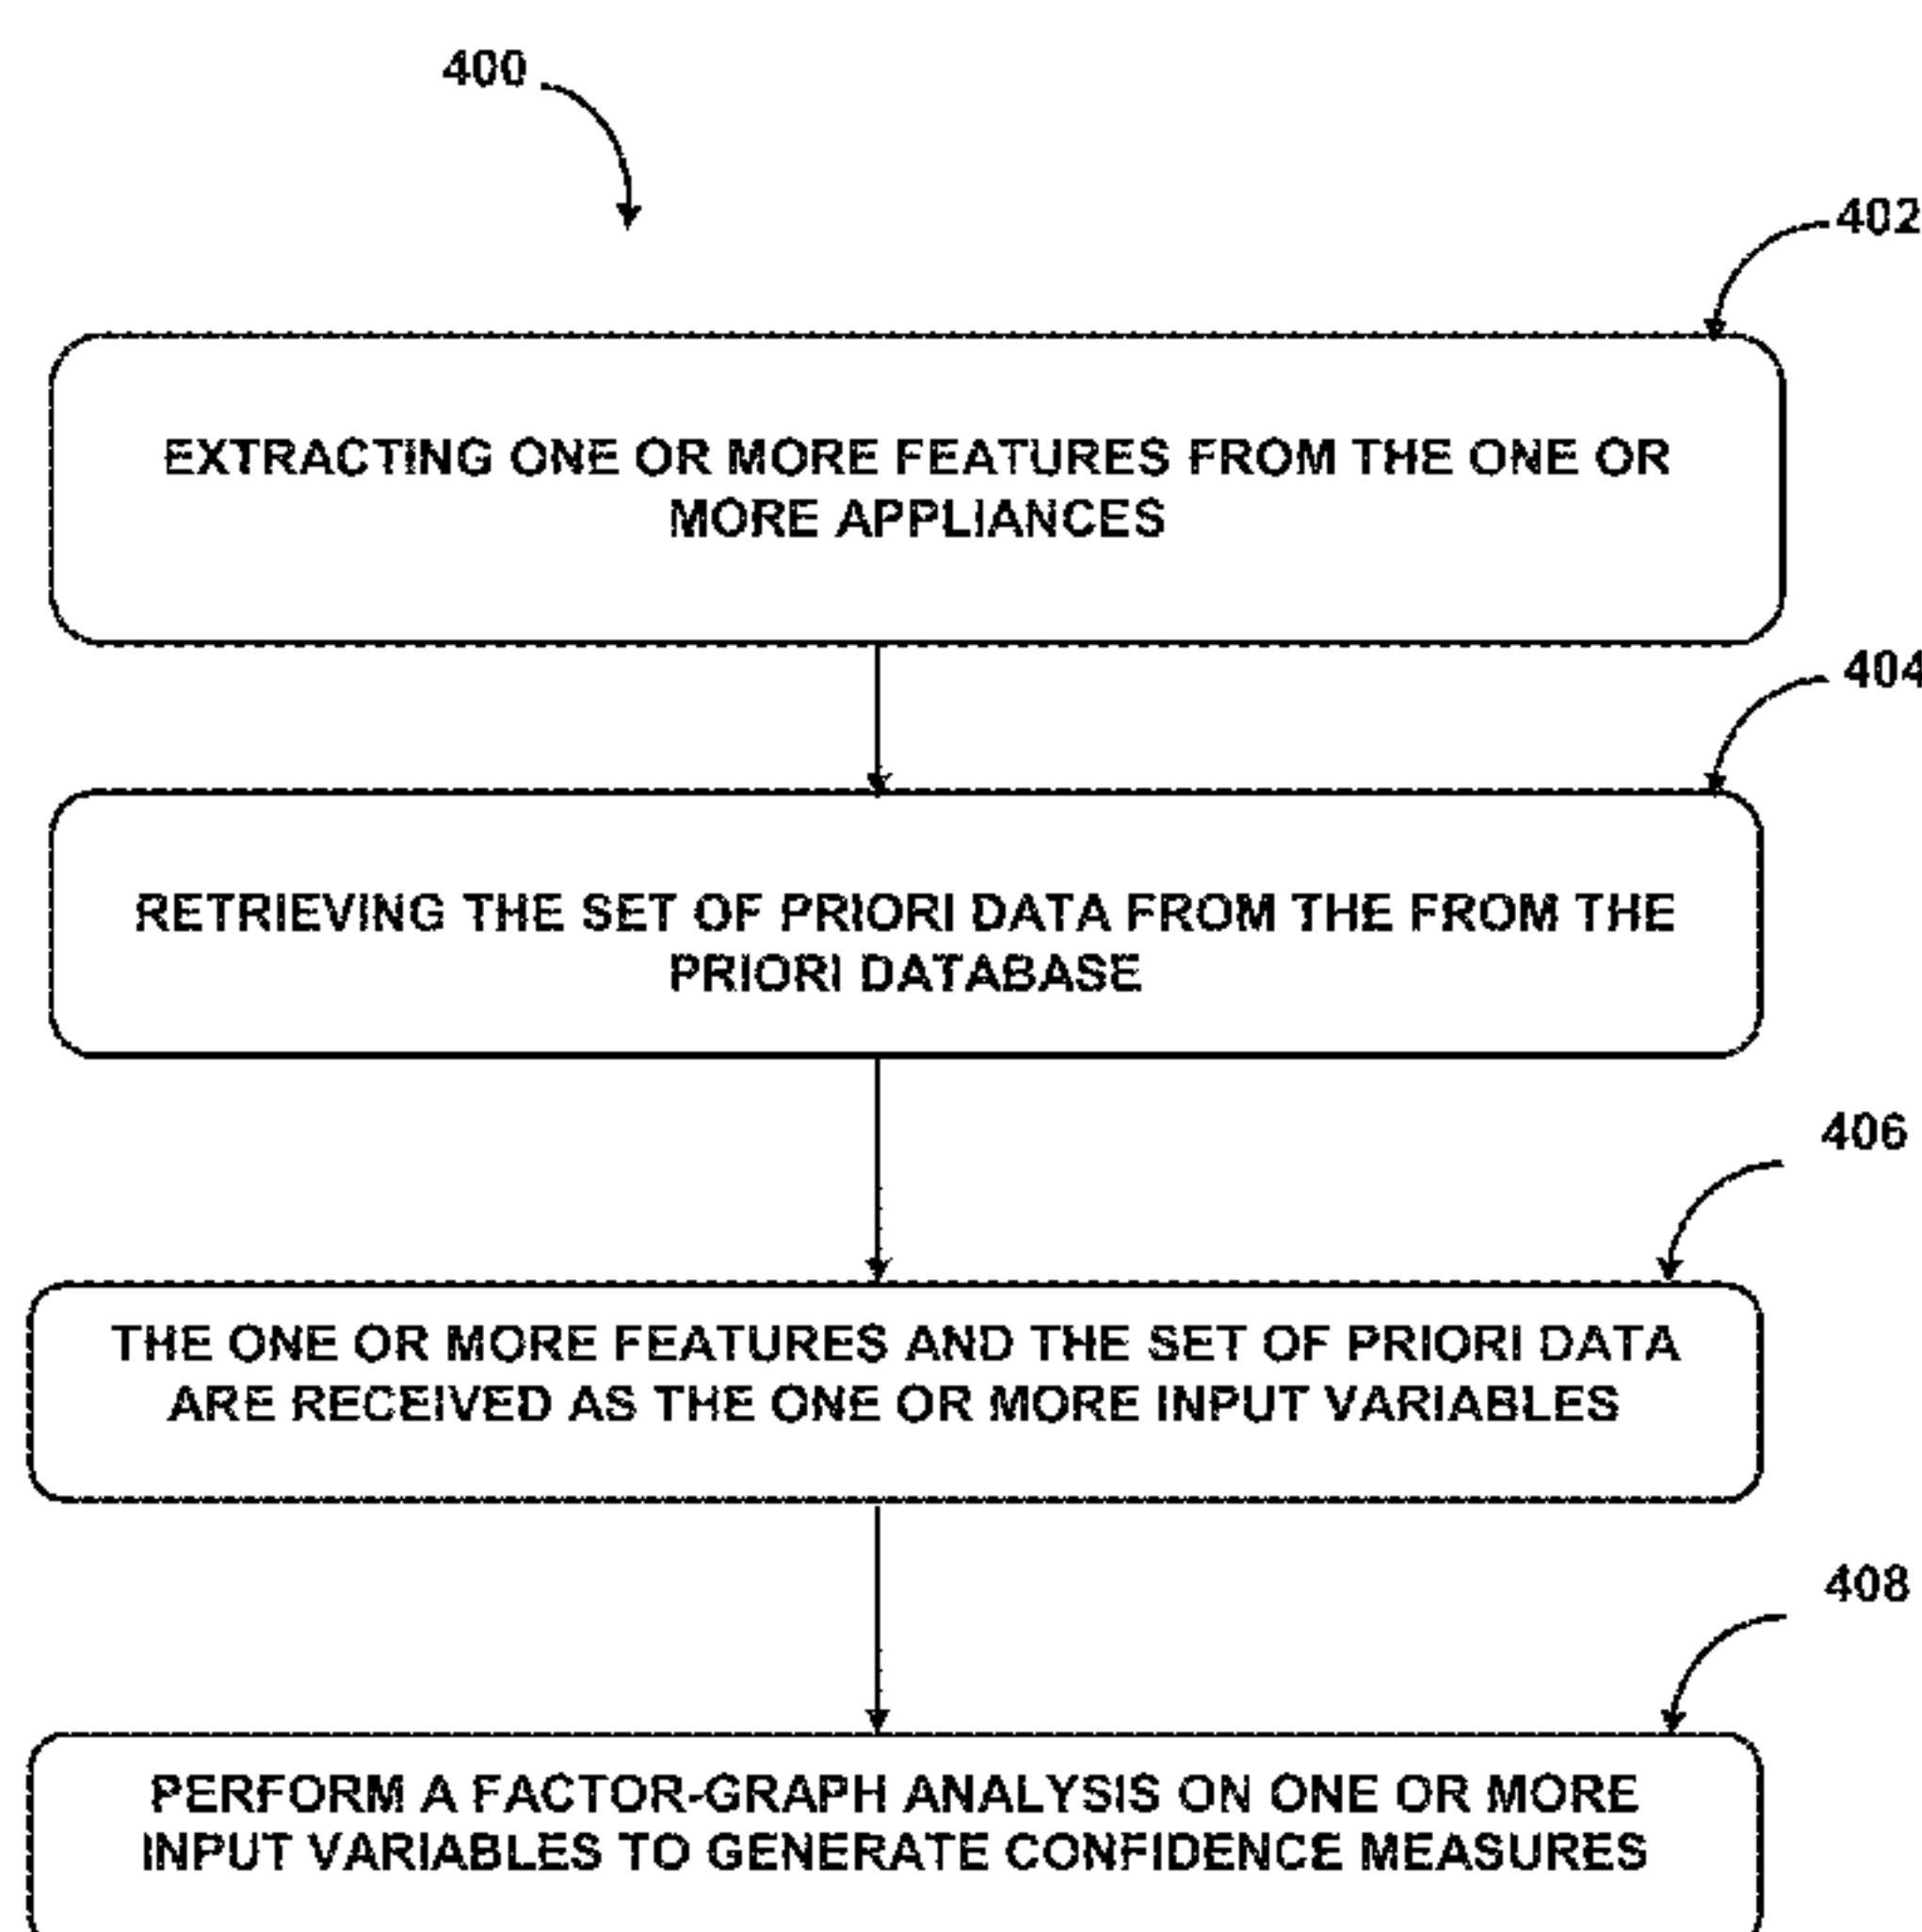 400
402
EXTRACTING ONE OR MORE FEATURES FROM THE ONE OR
MORE APPLIANCES
404
RETRIEVING THE SET OF PRIORI DATA FROM THE FROM THE
PRIORI DATABASE
406
THE ONE OR MORE FEATURES AND THE SET OF PRIORI DATA
ARE RECEIVED AS THE ONE OR MORE INPUT VARIABLES
408
PERFORM A FACTOR-GRAPH ANALYSIS ON ONE OR MORE
INPUT VARIABLES TO GENERATE CONFIDENCE MEASURES